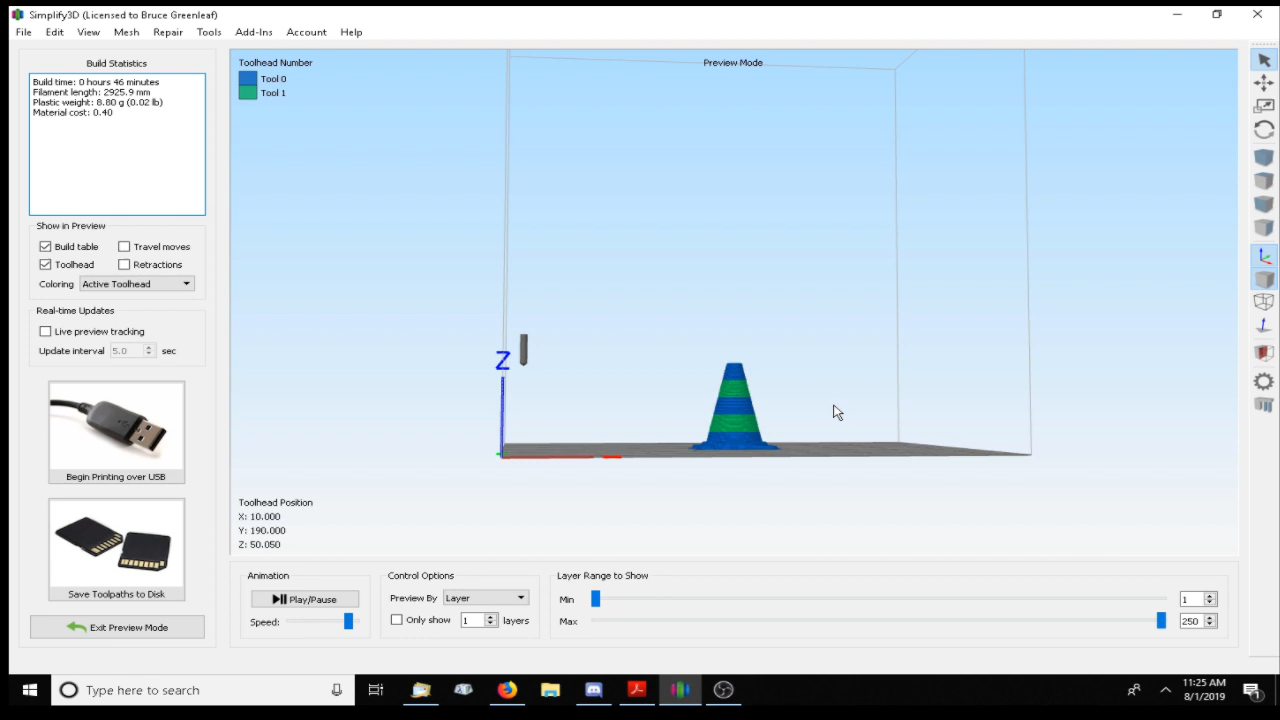 Simplify3D (Licensed to Bruce Greenleaf)
File Edit View Mesh Repair Tools Add-Ins Account Help
Build Statistics
Build time: 0 hours 46 minutes
Filament length: 2925.9 mm
Plastic weight: 8.80 g (0.02 lb)
Material cost: 0.40
Show in Preview
Build table Travel moves
Toolhead Retractions
Coloring Active Toolhead
Real-time Updates
Live preview tracking
Update interval 5.0 sec
Begin Printing over USB
Save Toolpaths to Disk
Exit Preview Mode
Toolhead Number
Tool 0
Tool 1
Preview Mode
Z
Toolhead Position
X: 10.000
Y: 190.000
Z: 50.050
Animation
Play/Pause
Speed:
Control Options
Preview By Layer
Only show 1 layers
Layer Range to Show
Min 1
Max 250
Type here to search
11:25 AM
8/1/2019
1